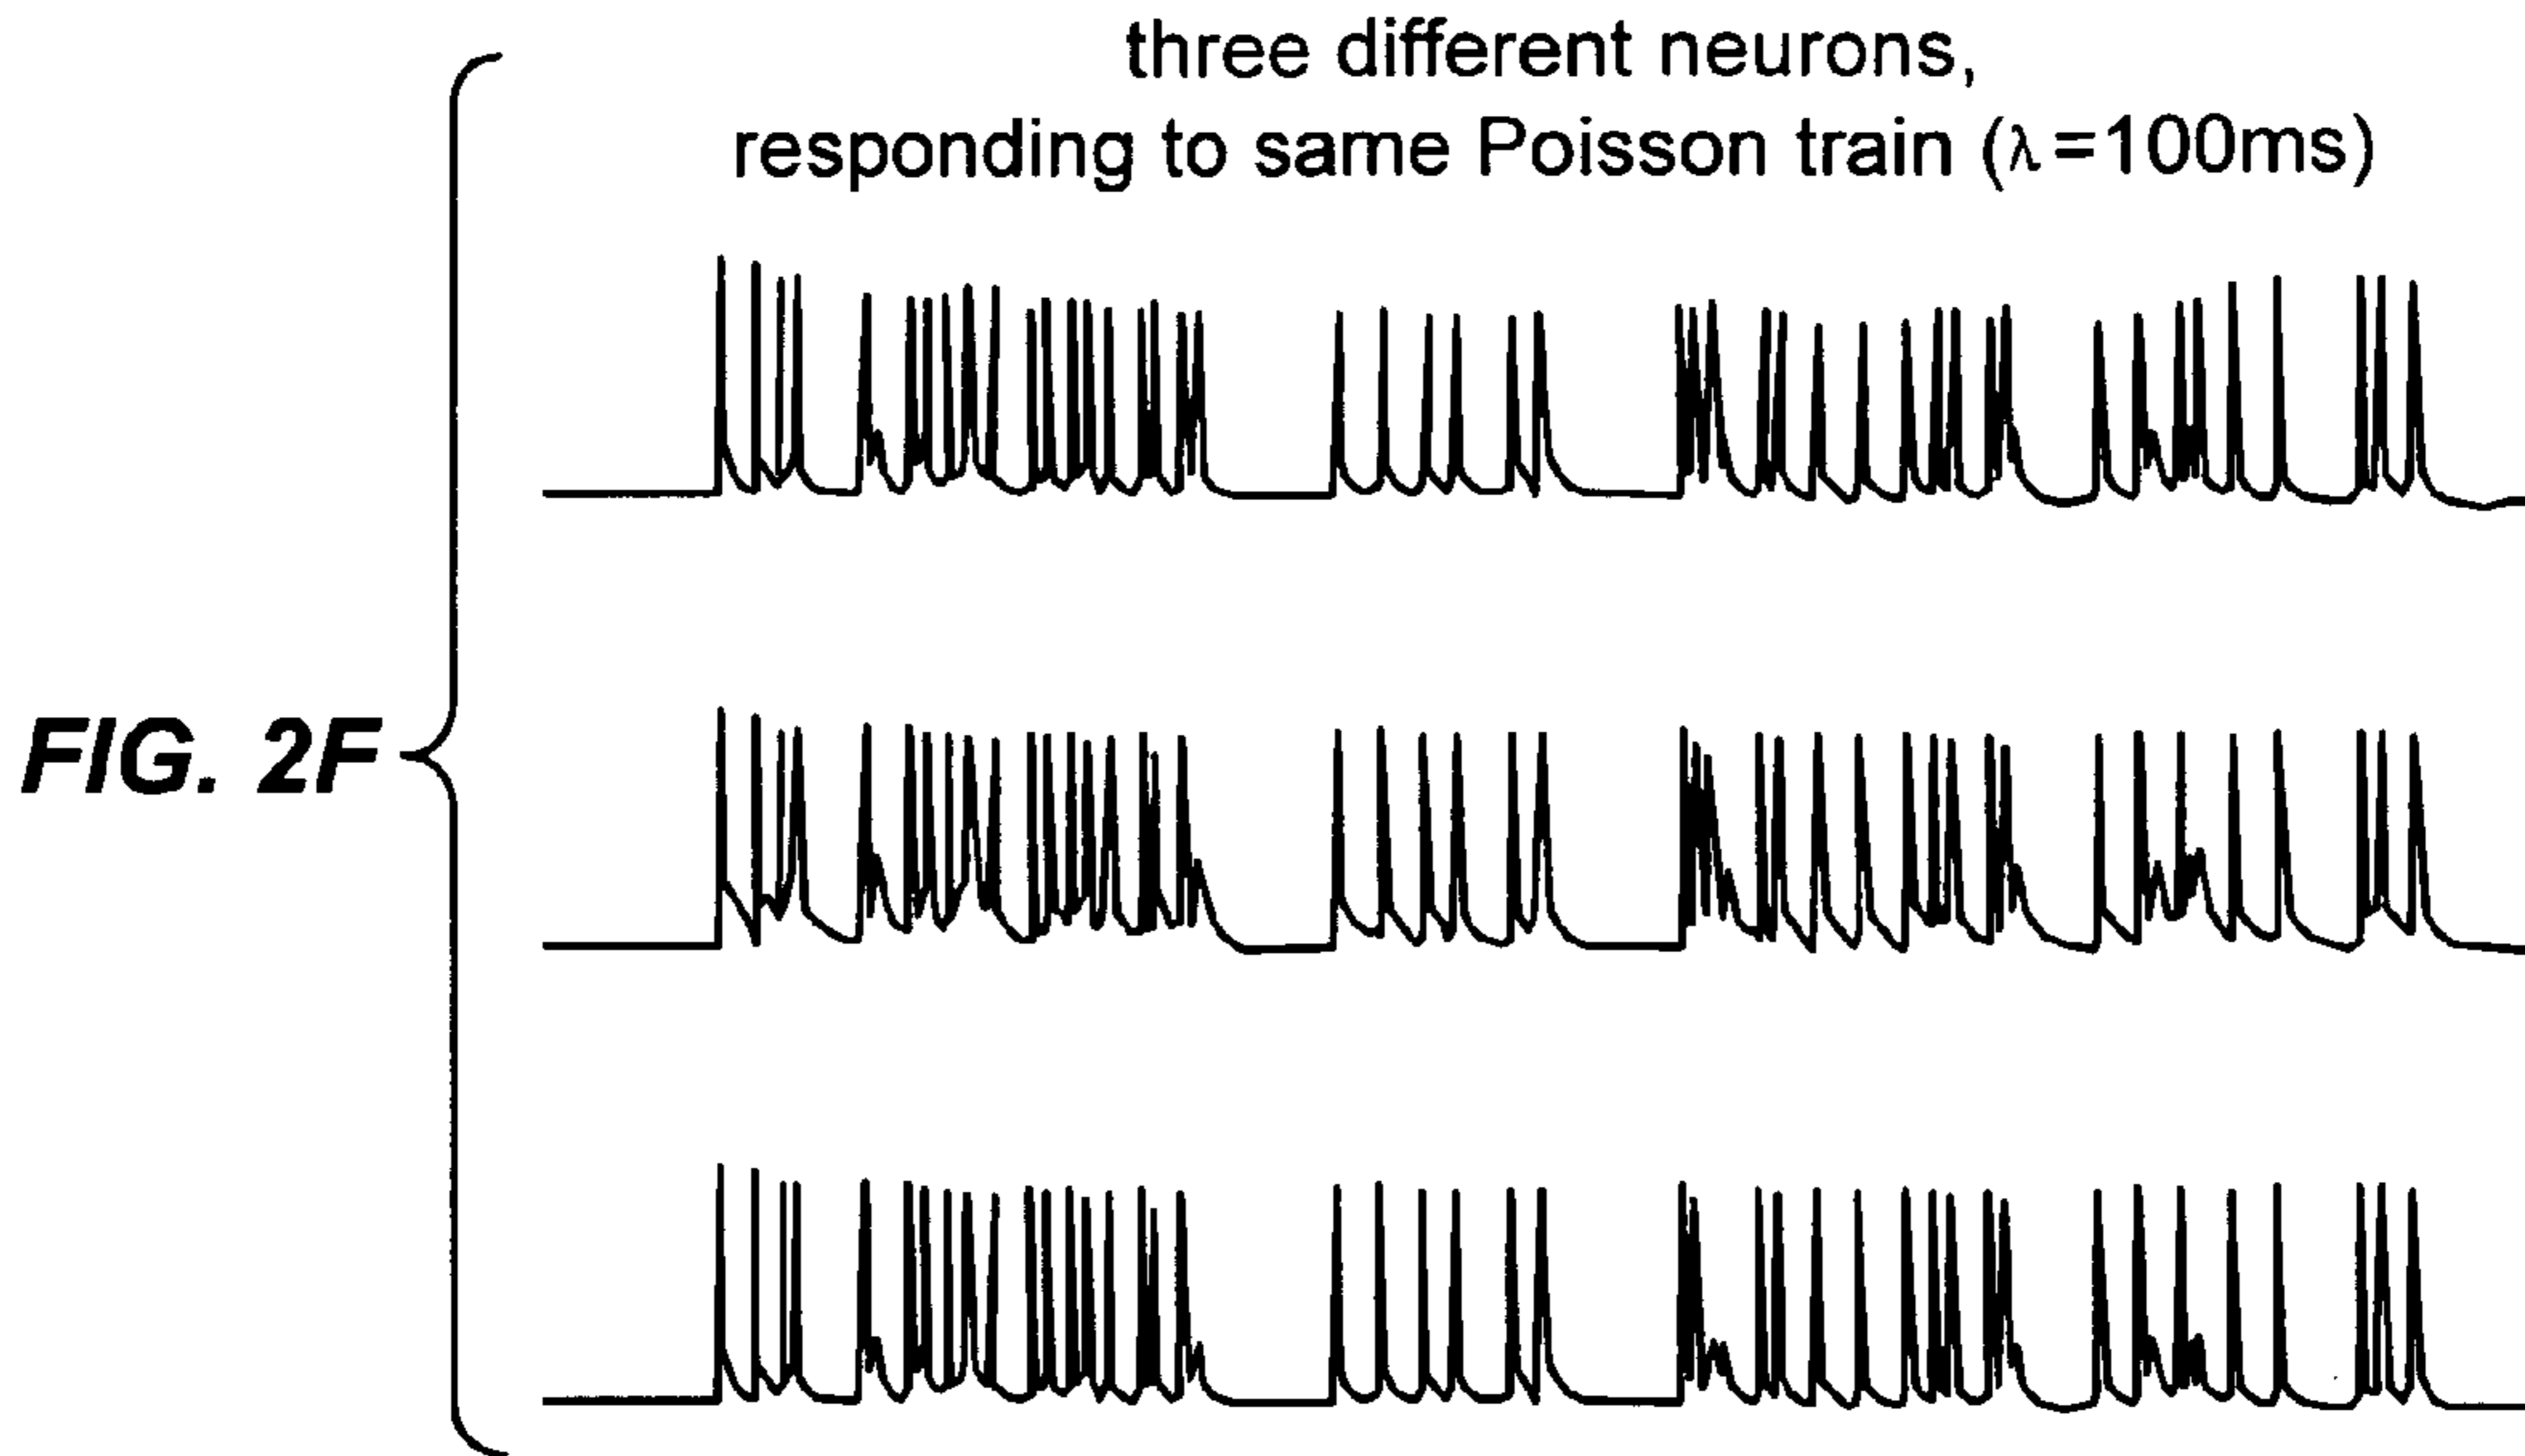 three different neurons,
responding to same Poisson train (λ=100ms)
FIG. 2F